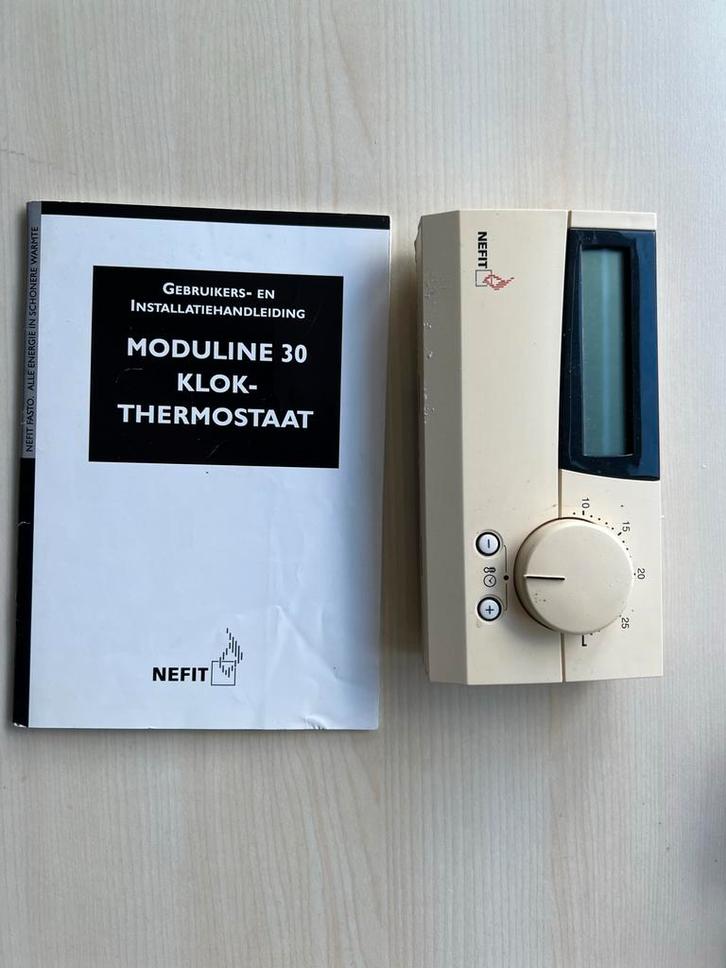 NEFIT FASTO. ALLE ENERGIE IN SCHONERE WARMTE
GEBRUIKERS- EN
INSTALLATIEHANDLEIDING
MODULINE 30
KLOK-
THERMOSTAAT
NEFIT
NEFIT
10
15
20
25
-
+